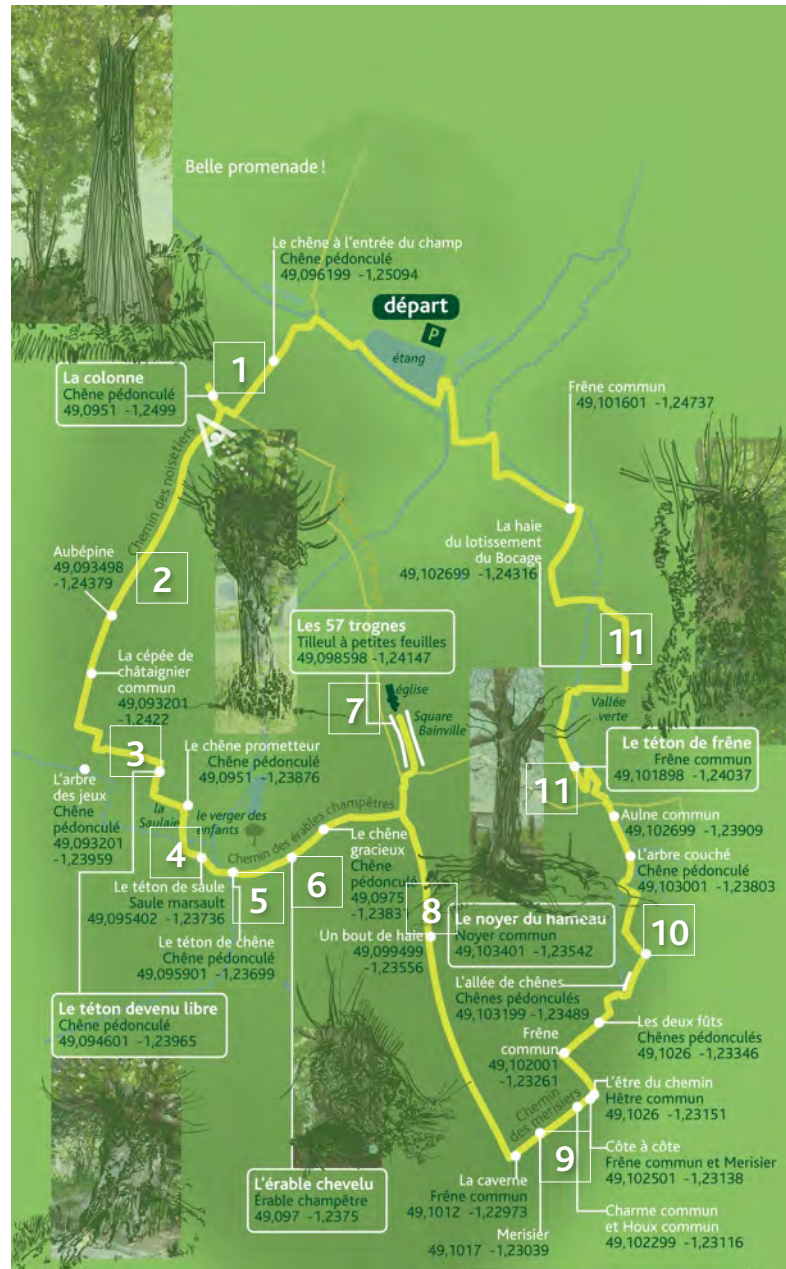 Belle promenade !
Le chêne à l'entrée du champ
Chêne pédonculé
49,096199 -1,25094
départ
P
étang
1
La colonne
Chêne pédonculé
49,0951 -1,2499
Chemin des noisetiers
Frêne commun
49,101601 -1,24737
La haie
du lotissement
du Bocage
49,102699 -1,24316
Aubépine
49,093498
-1,24379
2
Les 57 trognes
Tilleul à petites feuilles
49,098598 -1,24147
11
La cépée de
châtaignier
commun
49,093201
-1,2422
7
église
Square
Bainville
Vallée
verte
Le téton de frêne
Frêne commun
49,101898 -1,24037
3
Le chêne prometteur
Chêne pédonculé
49,0951 -1,23876
11
L'arbre
des jeux
Chêne
pédonculé
49,093201
-1,23959
la
Saulaie
le verger des
enfants
Chemin des érables champêtres
Aulne commun
49,102699 -1,23909
Le chêne
gracieux
Chêne
pédonculé
49,0975
-1,23831
L'arbre couché
Chêne pédonculé
49,103001 -1,23803
4
5
6
Le téton de saule
Saule marsault
49,095402 -1,23736
8
Le noyer du hameau
Noyer commun
49,103401 -1,23542
10
Un bout de haie
49,099499
-1,23556
Le téton de chêne
Chêne pédonculé
49,095901 -1,23699
L'allée de chênes
Chênes pédonculés
49,103199 -1,23489
Le téton devenu libre
Chêne pédonculé
49,094601 -1,23965
Les deux fûts
Chênes pédonculés
49,1026 -1,23346
Frêne
commun
49,102001
-1,23261
L'être du chemin
Hêtre commun
49,1026 -1,23151
Chemin
des merisiers
9
Côte à côte
Frêne commun et Merisier
49,102501 -1,23138
L'érable chevelu
Érable champêtre
49,097 -1,2375
La caverne
Frêne commun
49,1012 -1,22973
Charme commun
et Houx commun
49,102299 -1,23116
Merisier
49,1017 -1,23039